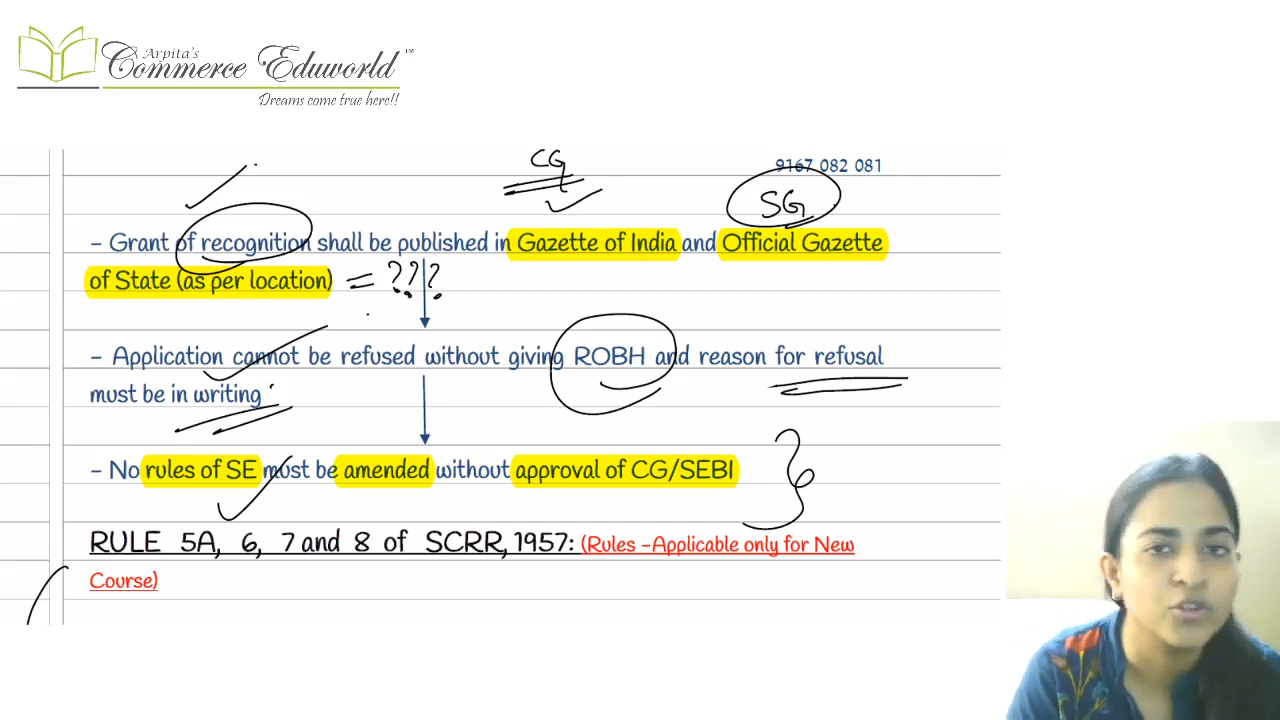 Arpita's
Commerce Eduworld™
Dreams come true here!!
CG
9167 082 081
SG
- Grant of recognition shall be published in Gazette of India and Official Gazette
of State (as per location) = ???
- Application cannot be refused without giving ROBH and reason for refusal
must be in writing
- No rules of SE must be amended without approval of CG/SEBI
RULE 5A, 6, 7 and 8 of SCRR, 1957: (Rules -Applicable only for New
Course)